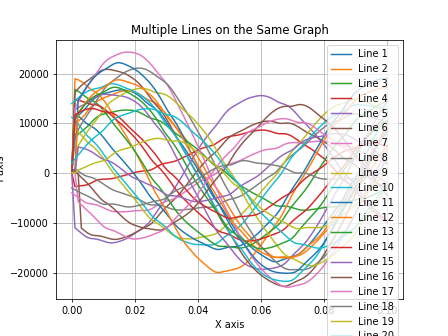 Multiple Lines on the Same Graph
20000
10000
0
-10000
-20000
0.00
0.02
0.04
0.06
X axis
Line 1
Line 2
Line 3
Line 4
Line 5
Line 6
Line 7
Line 8
Line 9
Line 10
Line 11
Line 12
Line 13
Line 14
Line 15
Line 16
Line 17
Line 18
Line 19
Line 20